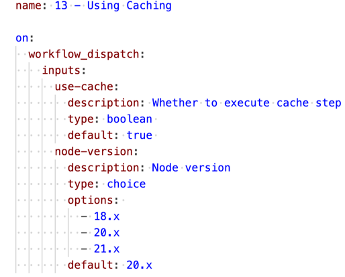 name: 13 - Using Caching

on:
  workflow_dispatch:
    inputs:
      use-cache:
        description: Whether to execute cache step
        type: boolean
        default: true
      node-version:
        description: Node version
        type: choice
        options:
          - 18.x
          - 20.x
          - 21.x
        default: 20.x